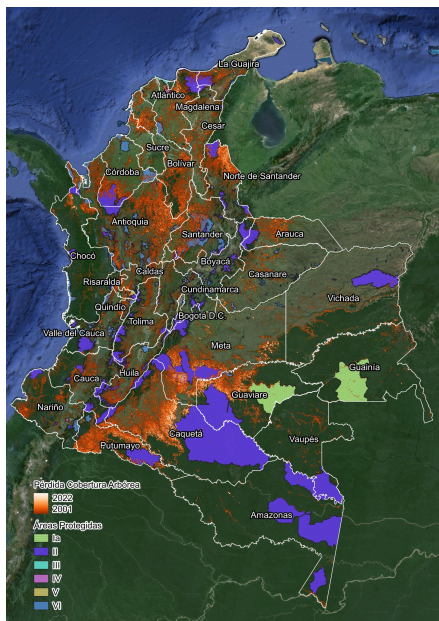 La Guajira
Atlántico
Magdalena
Cesar
Sucre
Córdoba
Bolívar
Norte de Santander
Antioquia
Santander
Arauca
Chocó
Boyacá
Risaralda
Caldas
Casanare
Cundinamarca
Vichada
Quindío
Bogotá D.C.
Tolima
Valle del Cauca
Meta
Guainía
Cauca
Huila
Guaviare
Nariño
Caquetá
Vaupés
Putumayo
Pérdida Cobertura Arbórea
2022
2001
Amazonas
Áreas Protegidas
Ia
II
III
IV
V
VI